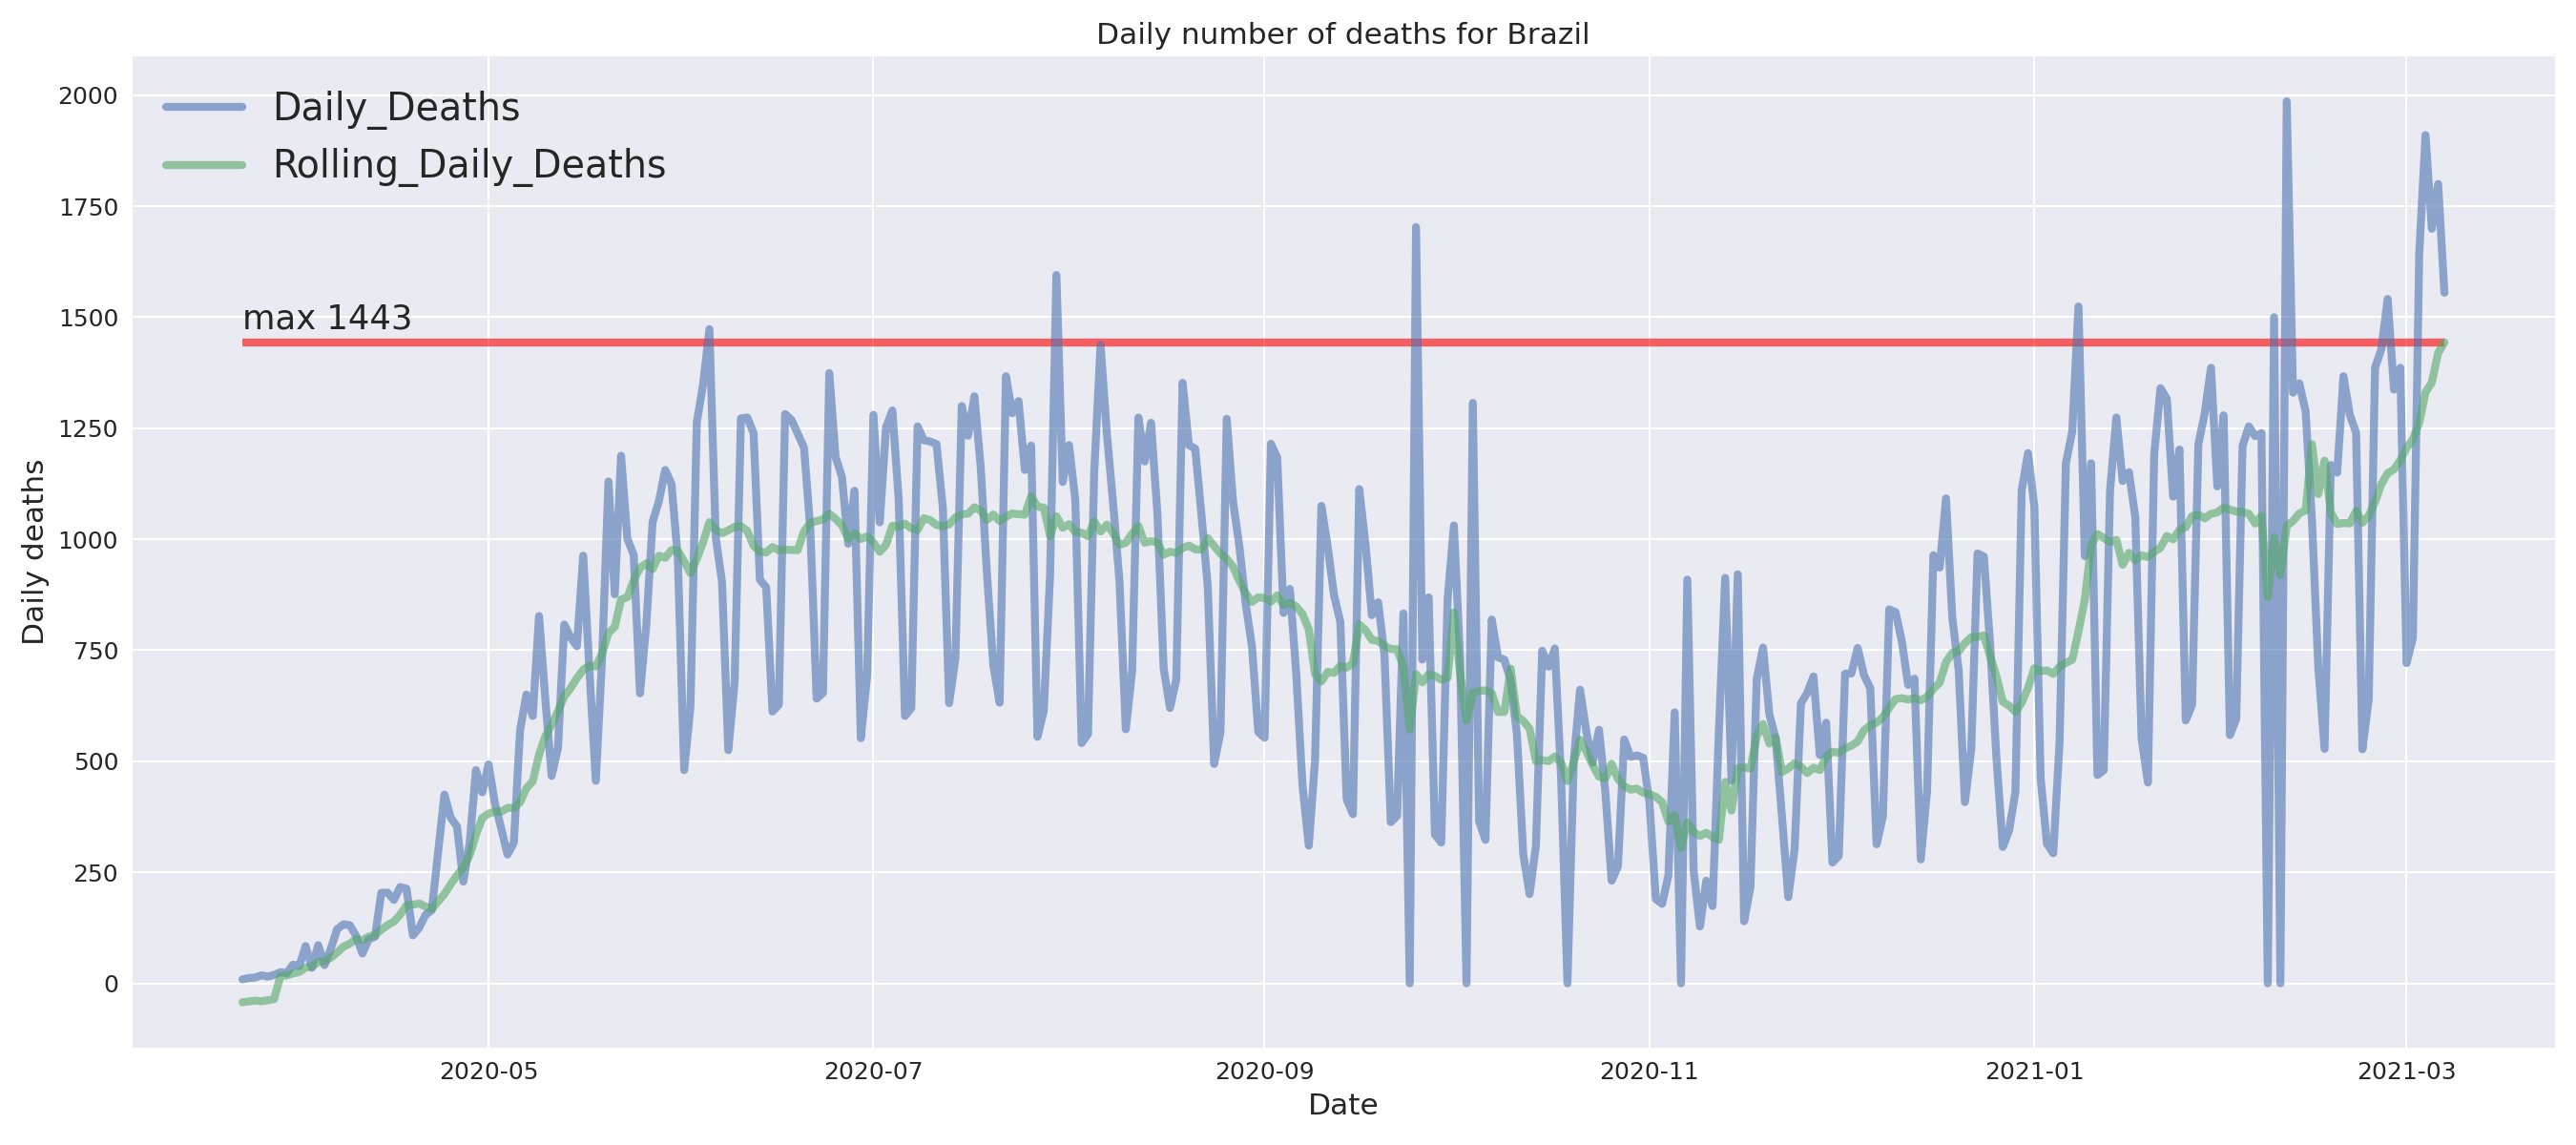 Daily number of deaths for Brazil
Daily_Deaths
Rolling_Daily_Deaths
max 1443
Daily deaths
2000
1750
1500
1250
1000
750
500
250
0
2020-05 2020-07 2020-09 2020-11 2021-01 2021-03
Date